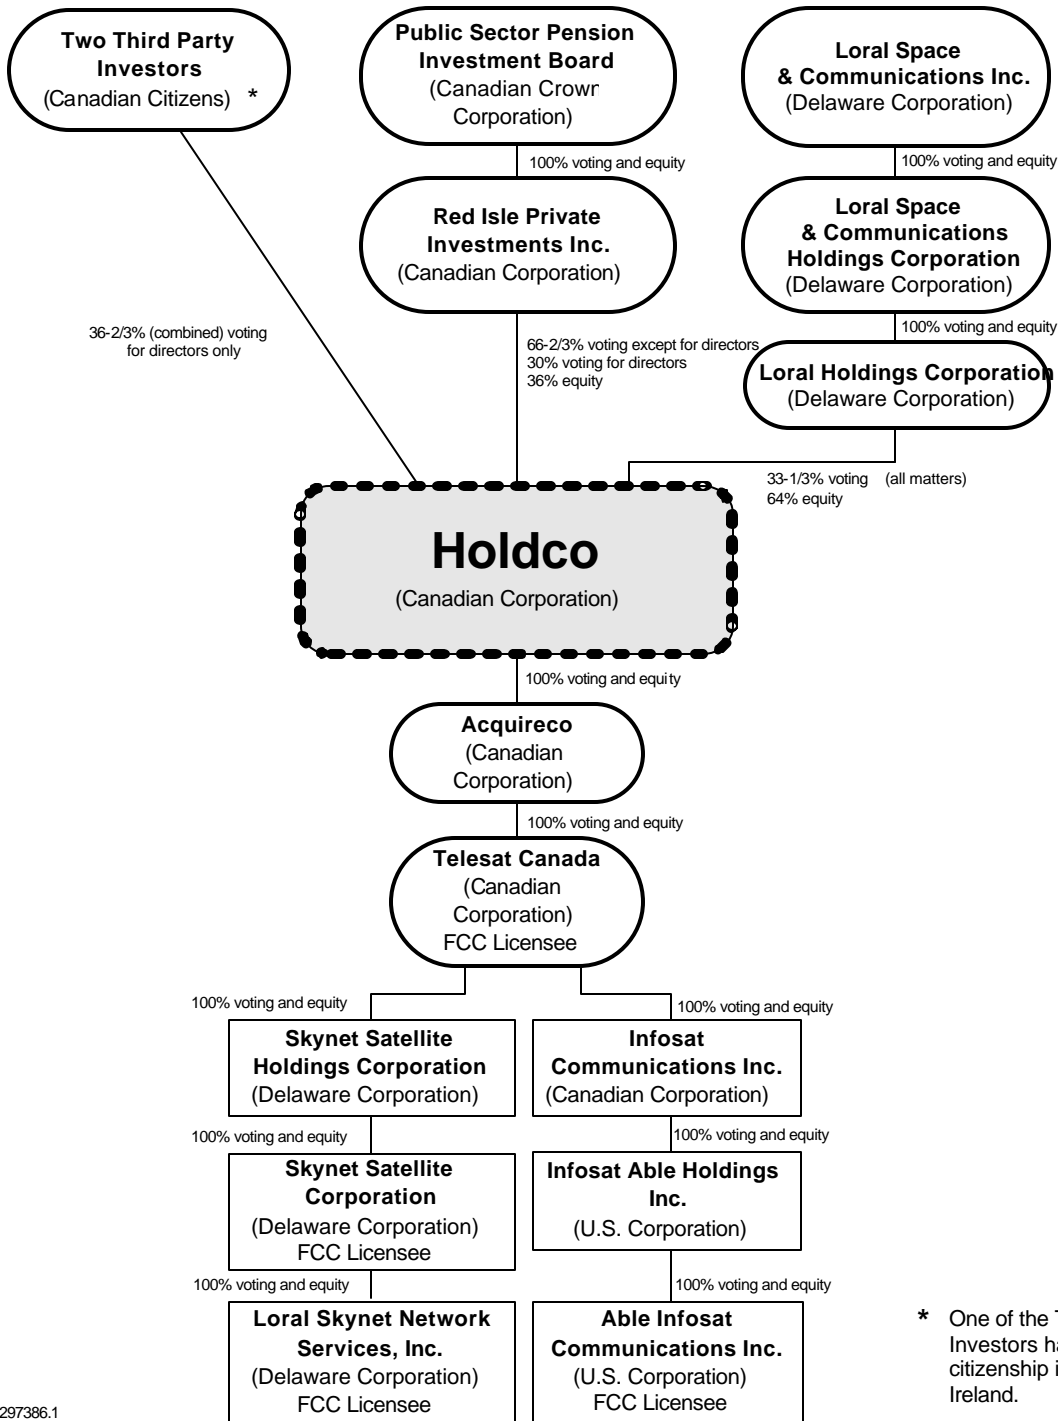 Two Third Party
Investors
(Canadian Citizens) *
Public Sector Pension
Investment Board
(Canadian Crown
Corporation)
Loral Space
& Communications Inc.
(Delaware Corporation)
100% voting and equity
100% voting and equity
Red Isle Private
Investments Inc.
(Canadian Corporation)
Loral Space
& Communications
Holdings Corporation
(Delaware Corporation)
100% voting and equity
36-2/3% (combined) voting
for directors only
66-2/3% voting except for directors
30% voting for directors
36% equity
Loral Holdings Corporation
(Delaware Corporation)
33-1/3% voting (all matters)
64% equity
Holdco
(Canadian Corporation)
100% voting and equity
Acquireco
(Canadian
Corporation)
100% voting and equity
Telesat Canada
(Canadian
Corporation)
FCC Licensee
100% voting and equity
100% voting and equity
Skynet Satellite
Holdings Corporation
(Delaware Corporation)
Infosat
Communications Inc.
(Canadian Corporation)
100% voting and equity
100% voting and equity
Skynet Satellite
Corporation
(Delaware Corporation)
FCC Licensee
Infosat Able Holdings
Inc.
(U.S. Corporation)
100% voting and equity
100% voting and equity
Loral Skynet Network
Services, Inc.
(Delaware Corporation)
FCC Licensee
Able Infosat
Communications Inc.
(U.S. Corporation)
FCC Licensee
* One of the
Investors
citizenship
Ireland.
297386.1